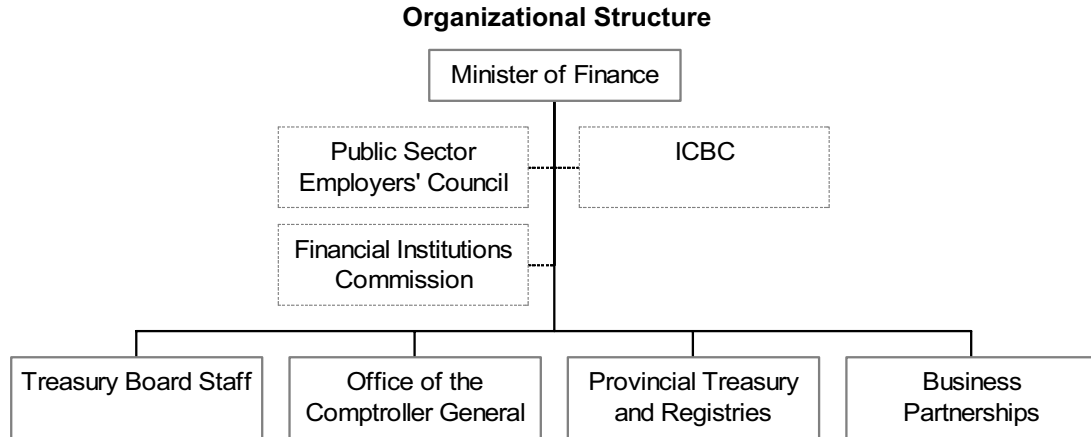 Organizational Structure
Minister of Finance
Public Sector
Employers' Council
ICBC
Financial Institutions
Commission
Treasury Board Staff
Office of the
Comptroller General
Provincial Treasury
and Registries
Business
Partnerships